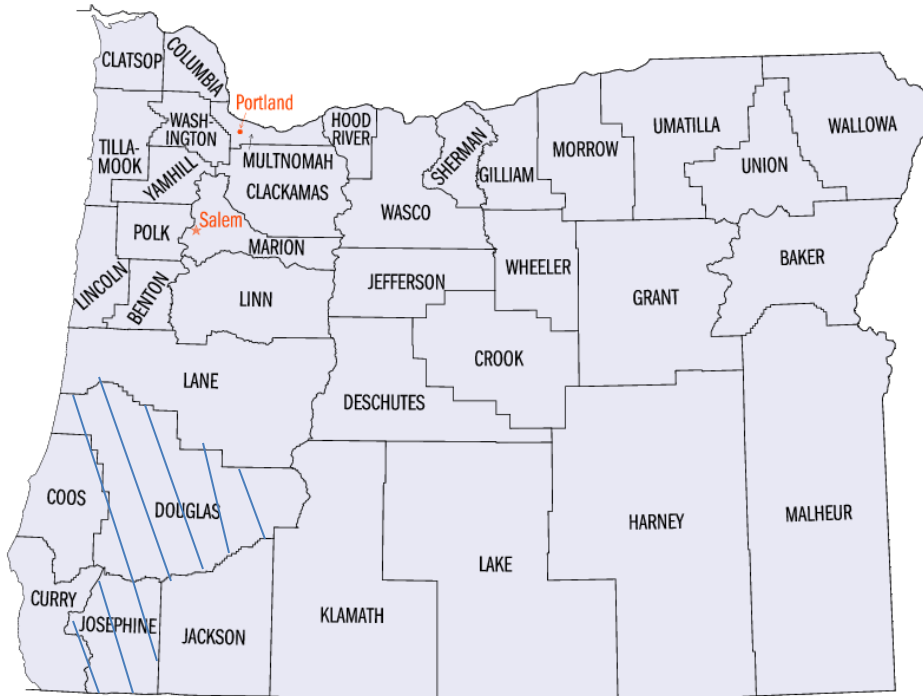 CLATSOP
COLUMBIA
Portland
WASH-
INGTON
HOOD
RIVER
TILLA-
MOOK
YAMHILL
MULTNOMAH
CLACKAMAS
SHERMAN
GILLIAM
MORROW
UMATILLA
UNION
WALLOWA
WASCO
Salem
POLK
MARION
LINCOLN
BENTON
LINN
JEFFERSON
WHEELER
GRANT
BAKER
CROOK
LANE
DESCHUTES
COOS
DOUGLAS
HARNEY
MALHEUR
LAKE
CURRY
JOSEPHINE
JACKSON
KLAMATH